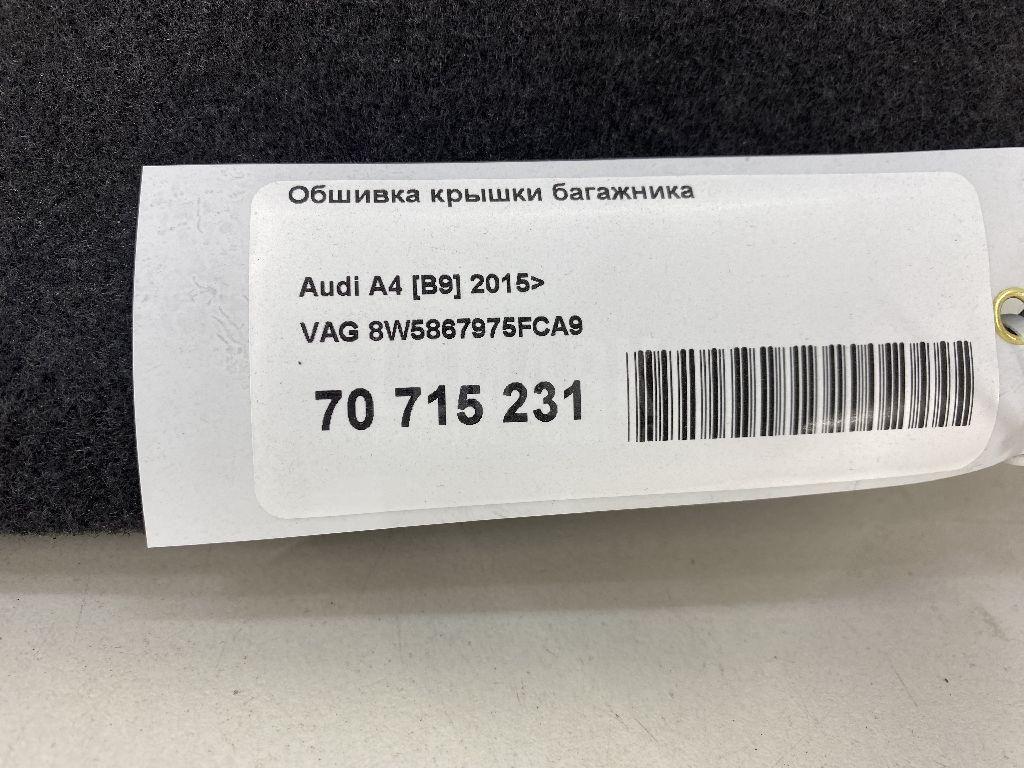 Обшивка крышки багажника
Audi A4 [B9] 2015>
VAG 8W5867975FCA9
70 715 231